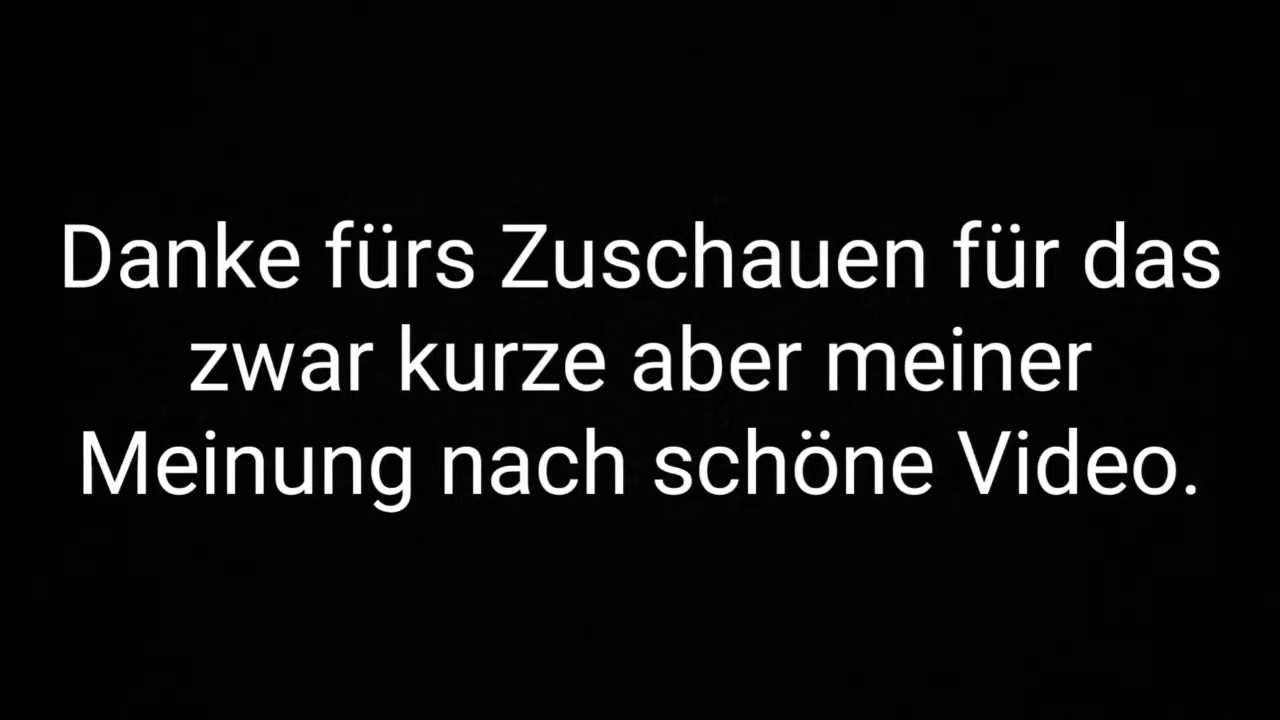 Danke fürs Zuschauen für das
zwar kurze aber meiner
Meinung nach schöne Video.